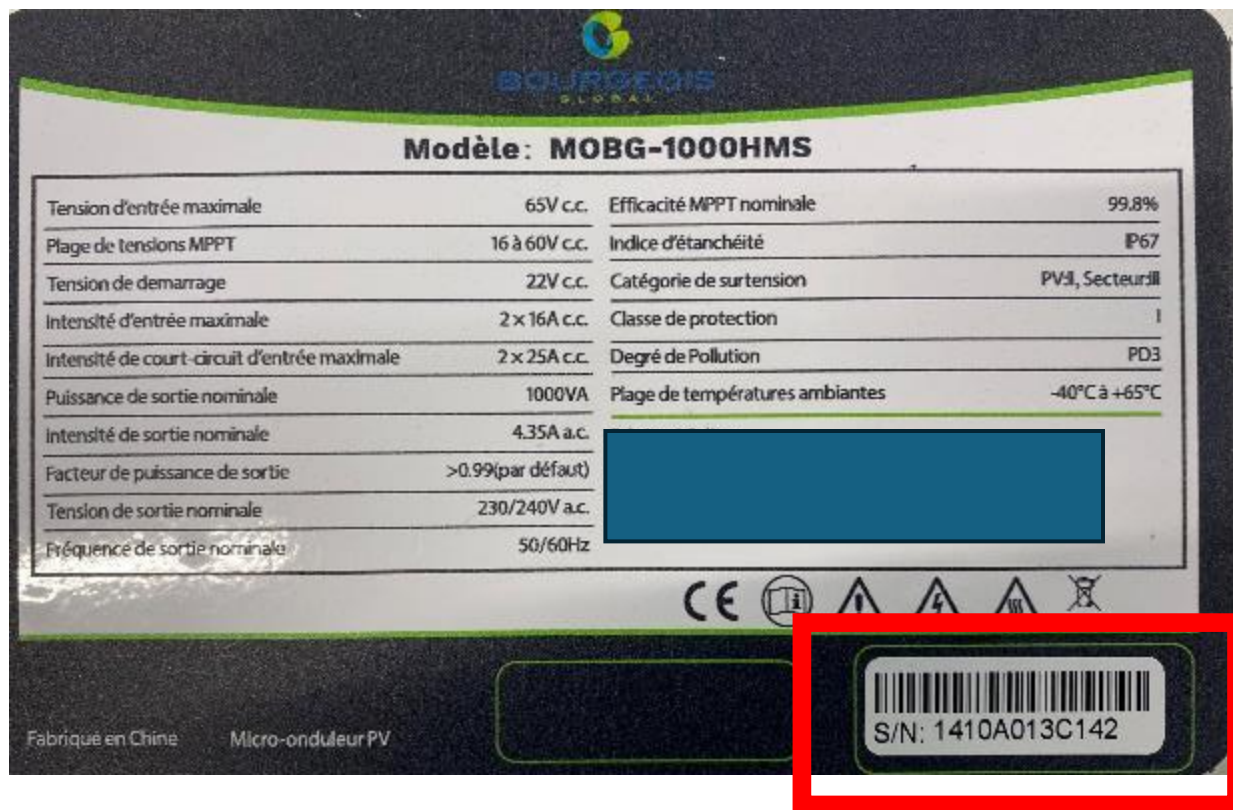 BOURGEOIS
GLOBAL
Modèle: MOBG-1000HMS
Tension d'entrée maximale 65V c.c.
Plage de tensions MPPT 16 à 60V c.c.
Tension de demarrage 22V c.c.
Intensité d'entrée maximale 2 x 16A c.c.
Intensité de court-circuit d'entrée maximale 2 x 25A c.c.
Puissance de sortie nominale 1000VA
Intensité de sortie nominale 4.35A a.c.
Facteur de puissance de sortie >0.99(par défaut)
Tension de sortie nominale 230/240V a.c.
Fréquence de sortie nominale 50/60Hz
Efficacité MPPT nominale 99.8%
Indice d'étanchéité IP67
Catégorie de surtension PV:II, Secteur:III
Classe de protection I
Degré de Pollution PD3
Plage de températures ambiantes -40°C à +65°C
CE
S/N: 1410A013C142
Fabriqué en Chine Micro-onduleur PV